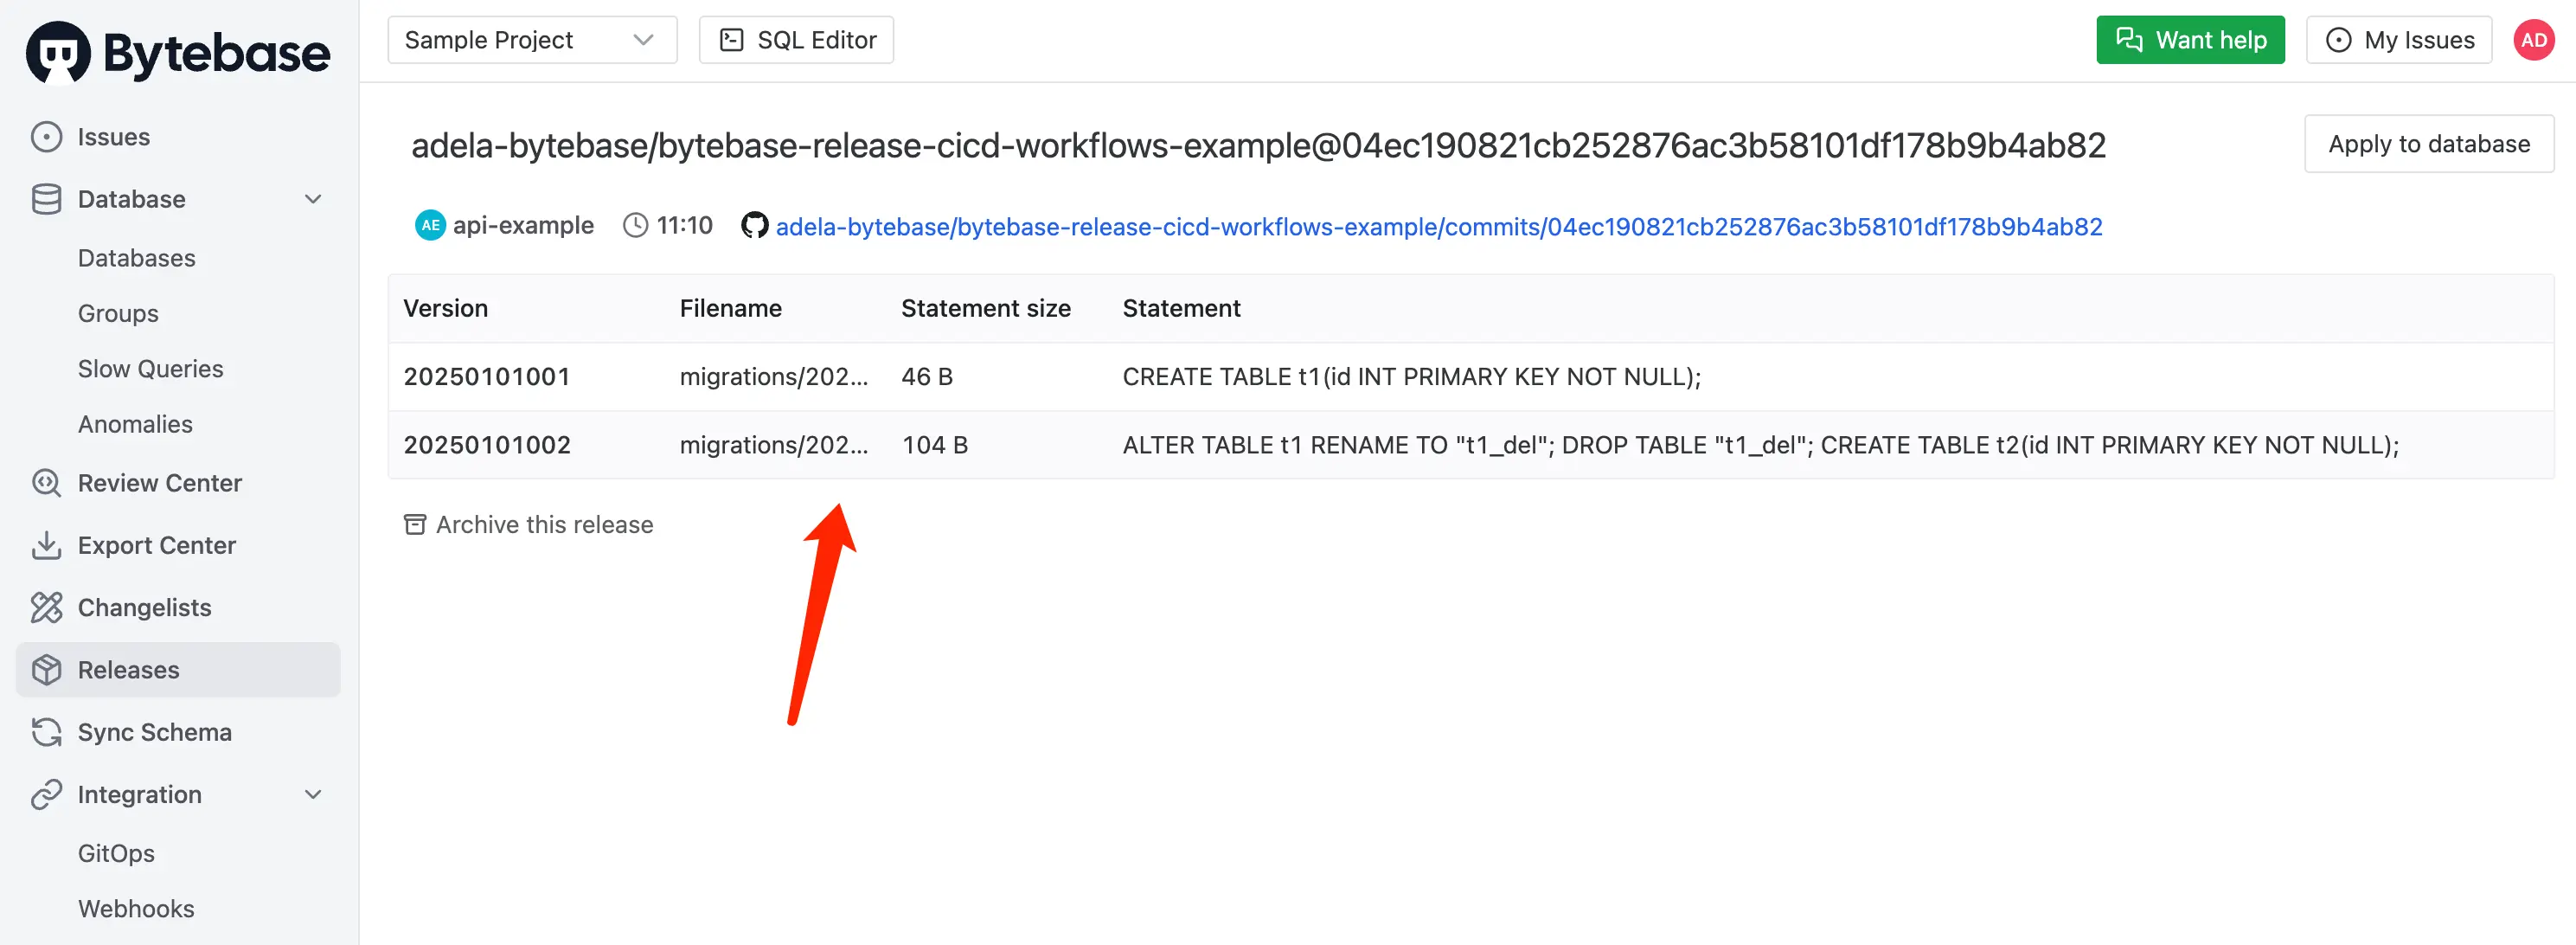 Bytebase
Sample Project
SQL Editor
Want help
My Issues
AD
Issues
Database
Databases
Groups
Slow Queries
Anomalies
Review Center
Export Center
Changelists
Releases
Sync Schema
Integration
GitOps
Webhooks
adela-bytebase/bytebase-release-cicd-workflows-example@04ec190821cb252876ac3b58101df178b9b4ab82
Apply to database
AE api-example 11:10 adela-bytebase/bytebase-release-cicd-workflows-example/commits/04ec190821cb252876ac3b58101df178b9b4ab82
Version Filename Statement size Statement
20250101001 migrations/202... 46 B CREATE TABLE t1(id INT PRIMARY KEY NOT NULL);
20250101002 migrations/202... 104 B ALTER TABLE t1 RENAME TO "t1_del"; DROP TABLE "t1_del"; CREATE TABLE t2(id INT PRIMARY KEY NOT NULL);
Archive this release